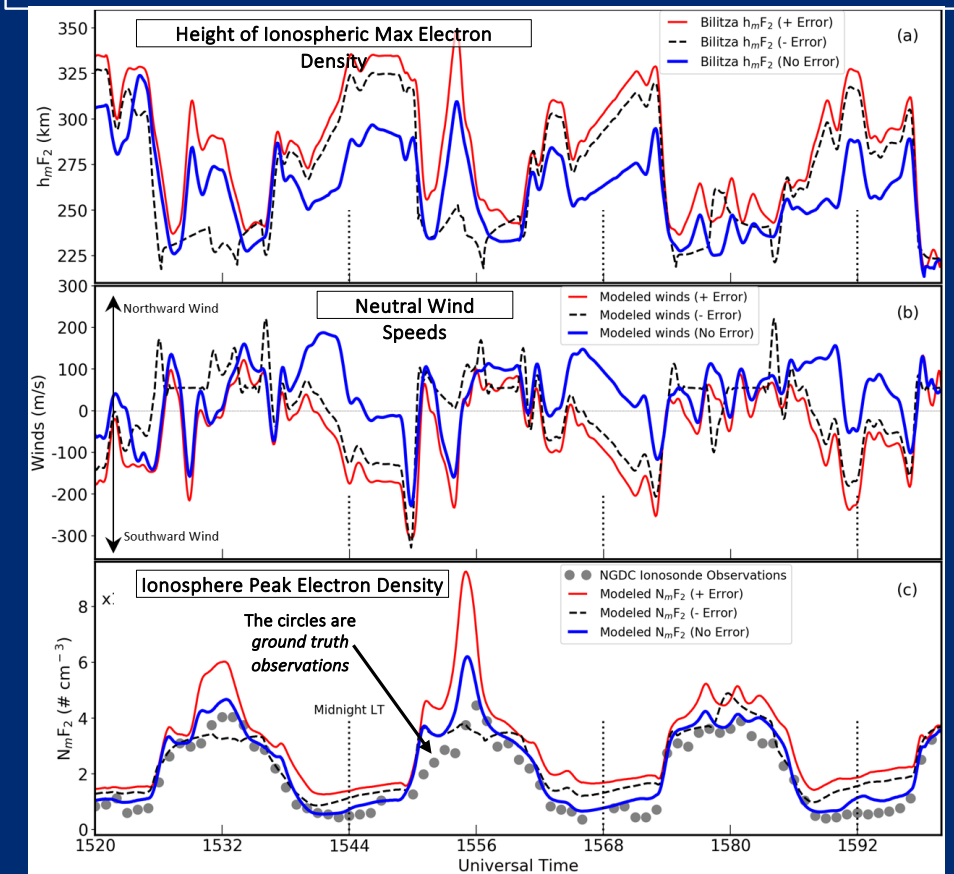 Height of Ionospheric Max Electron
Density
Bilitza hmF2 (+ Error)
Bilitza hmF2 (- Error)
Bilitza hmF2 (No Error)
(a)
350
325
300
275
250
225
hmF2 (km)
Neutral Wind
Speeds
Northward Wind
Southward Wind
Modeled winds (+ Error)
Modeled winds (- Error)
Modeled winds (No Error)
(b)
300
200
100
0
-100
-200
-300
Winds (m/s)
Ionosphere Peak Electron Density
x
The circles are
ground truth
observations
Midnight LT
NGDC Ionosonde Observations
Modeled NmF2 (+ Error)
Modeled NmF2 (- Error)
Modeled NmF2 (No Error)
(c)
8
6
4
2
0
NmF2 (# cm⁻³)
1520 1532 1544 1556 1568 1580 1592
Universal Time